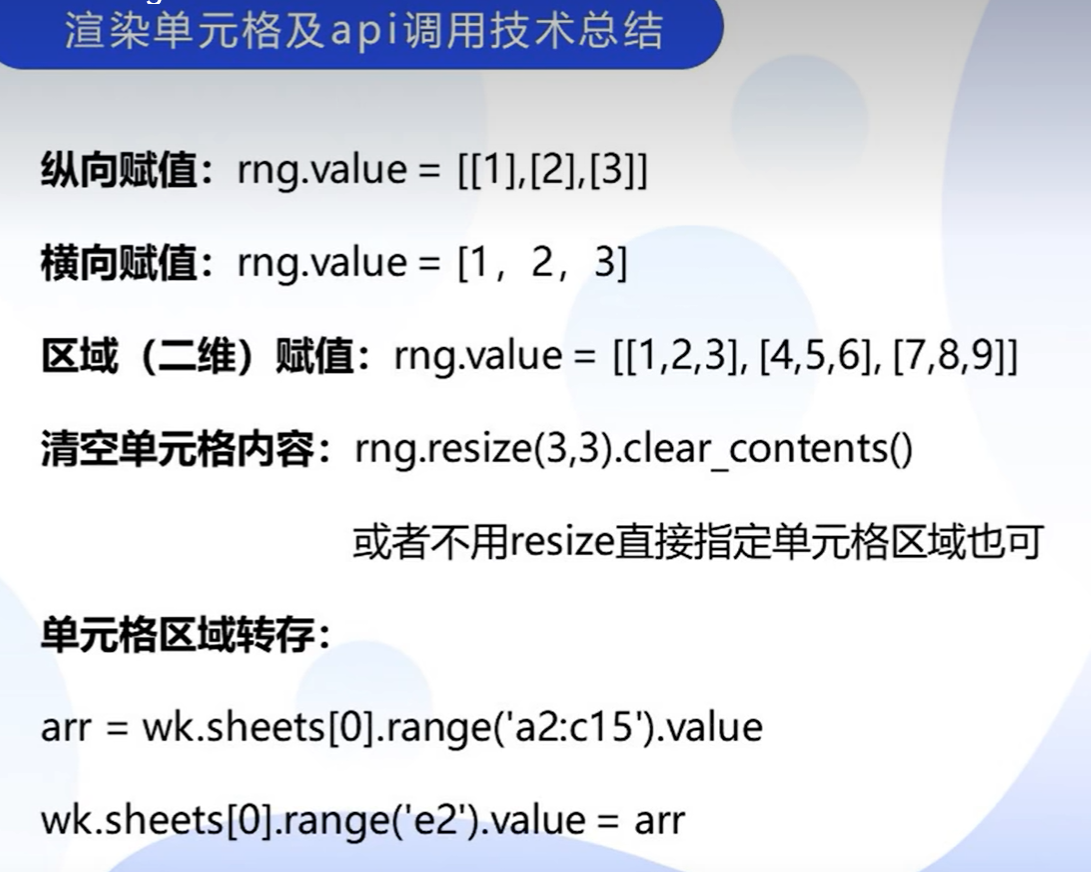 渲染单元格及api调用技术总结
纵向赋值：rng.value = [[1],[2],[3]]
横向赋值：rng.value = [1，2，3]
区域（二维）赋值：rng.value = [[1,2,3], [4,5,6], [7,8,9]]
清空单元格内容：rng.resize(3,3).clear_contents()
或者不用resize直接指定单元格区域也可
单元格区域转存：
arr = wk.sheets[0].range('a2:c15').value
wk.sheets[0].range('e2').value = arr